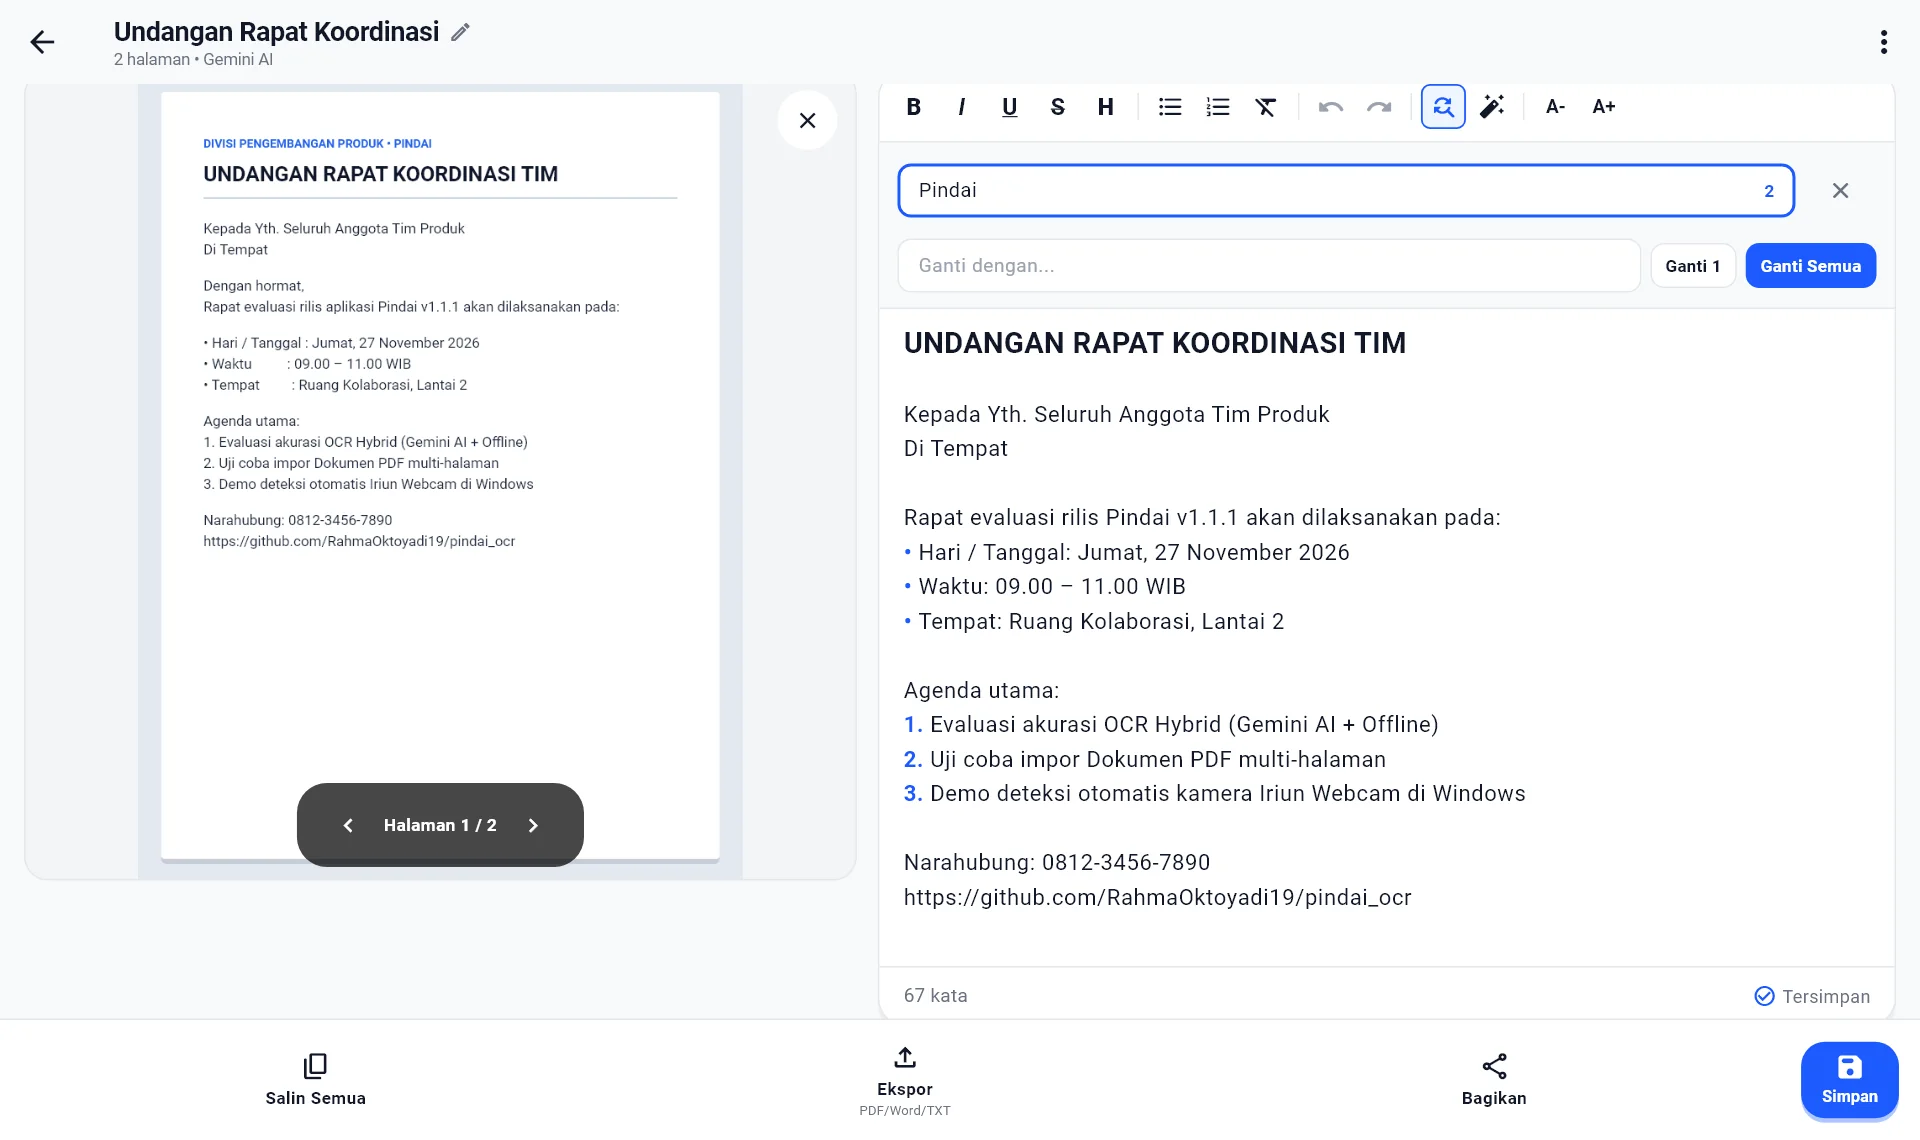 Undangan Rapat Koordinasi
2 halaman • Gemini AI
DIVISI PENGEMBANGAN PRODUK • PINDAI
UNDANGAN RAPAT KOORDINASI TIM
Kepada Yth. Seluruh Anggota Tim Produk
Di Tempat
Dengan hormat,
Rapat evaluasi rilis aplikasi Pindai v1.1.1 akan dilaksanakan pada:
• Hari / Tanggal : Jumat, 27 November 2026
• Waktu : 09.00 – 11.00 WIB
• Tempat : Ruang Kolaborasi, Lantai 2
Agenda utama:
1. Evaluasi akurasi OCR Hybrid (Gemini AI + Offline)
2. Uji coba impor Dokumen PDF multi-halaman
3. Demo deteksi otomatis Iriun Webcam di Windows
Narahubung: 0812-3456-7890
https://github.com/RahmaOktoyadi19/pindai_ocr
Halaman 1 / 2
B I U S H A- A+
Pindai 2
Ganti dengan... Ganti 1 Ganti Semua
UNDANGAN RAPAT KOORDINASI TIM
Kepada Yth. Seluruh Anggota Tim Produk
Di Tempat
Rapat evaluasi rilis Pindai v1.1.1 akan dilaksanakan pada:
• Hari / Tanggal: Jumat, 27 November 2026
• Waktu: 09.00 – 11.00 WIB
• Tempat: Ruang Kolaborasi, Lantai 2
Agenda utama:
1. Evaluasi akurasi OCR Hybrid (Gemini AI + Offline)
2. Uji coba impor Dokumen PDF multi-halaman
3. Demo deteksi otomatis kamera Iriun Webcam di Windows
Narahubung: 0812-3456-7890
https://github.com/RahmaOktoyadi19/pindai_ocr
67 kata
Tersimpan
Salin Semua
Ekspor
PDF/Word/TXT
Bagikan
Simpan